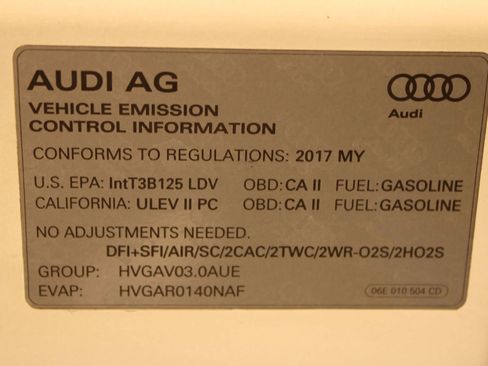 AUDI AG
Audi
VEHICLE EMISSION
CONTROL INFORMATION
CONFORMS TO REGULATIONS: 2017 MY
U.S. EPA: IntT3B125 LDV OBD: CA II FUEL: GASOLINE
CALIFORNIA: ULEV II PC OBD: CA II FUEL: GASOLINE
NO ADJUSTMENTS NEEDED.
DFI+SFI/AIR/SC/2CAC/2TWC/2WR-O2S/2HO2S
GROUP: HVGAV03.0AUE
EVAP: HVGAR0140NAF
06E 010 504 CD